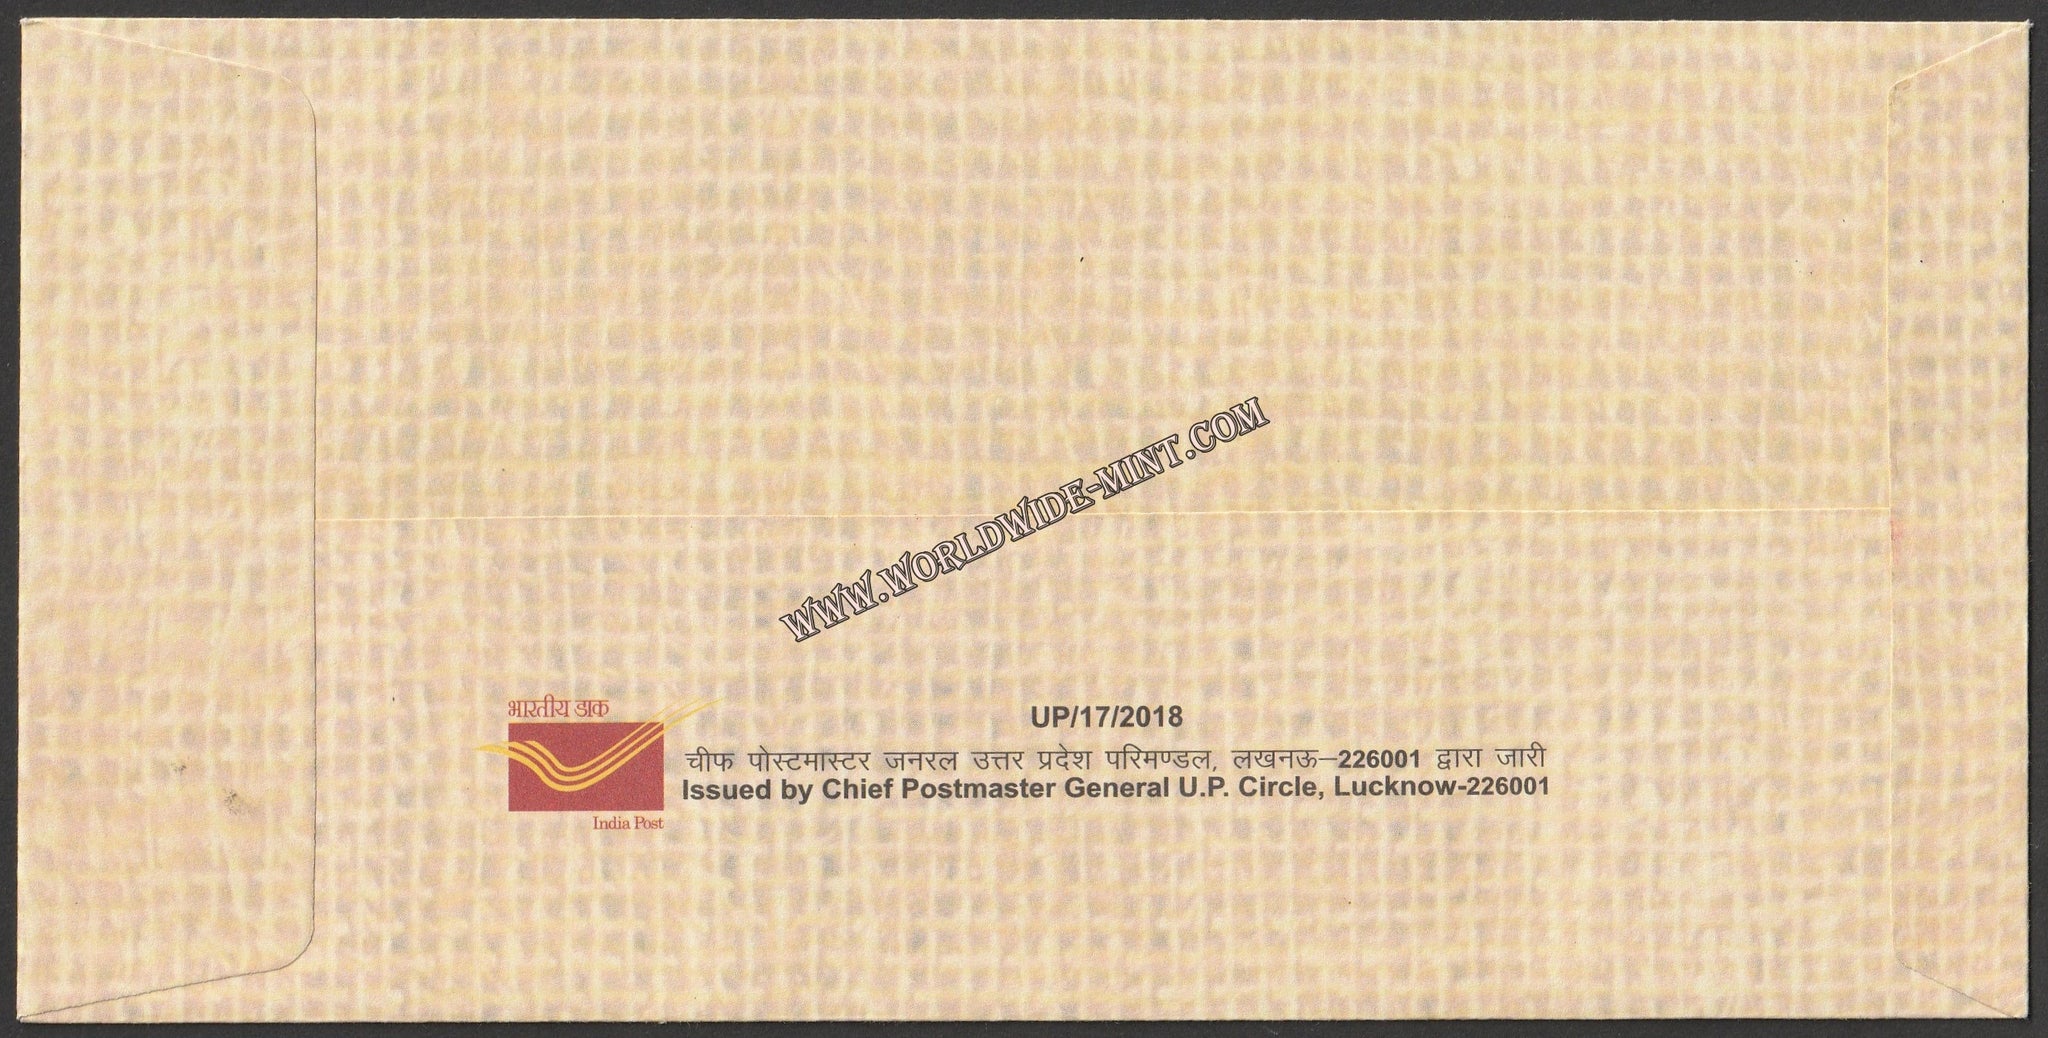 WWW.WORLDWIDE-MINT.COM
भारतीय डाक
India Post
UP/17/2018
चीफ पोस्टमास्टर जनरल उत्तर प्रदेश परिमण्डल, लखनऊ–226001 द्वारा जारी
Issued by Chief Postmaster General U.P. Circle, Lucknow-226001